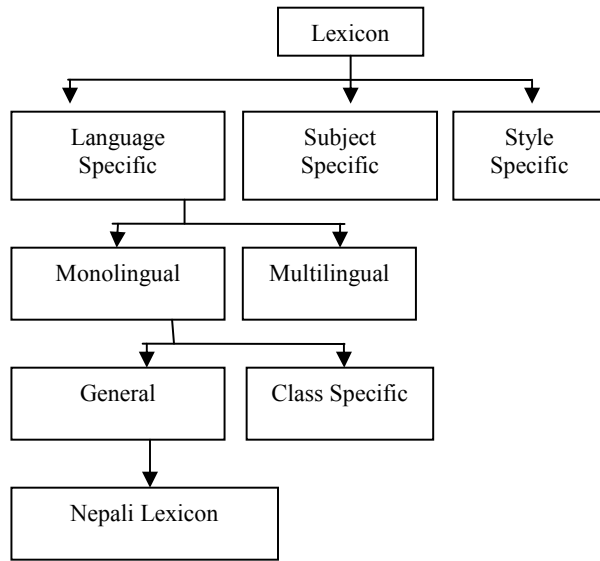 Lexicon
Language
Specific
Subject
Specific
Style
Specific
Monolingual
Multilingual
General
Class Specific
Nepali Lexicon